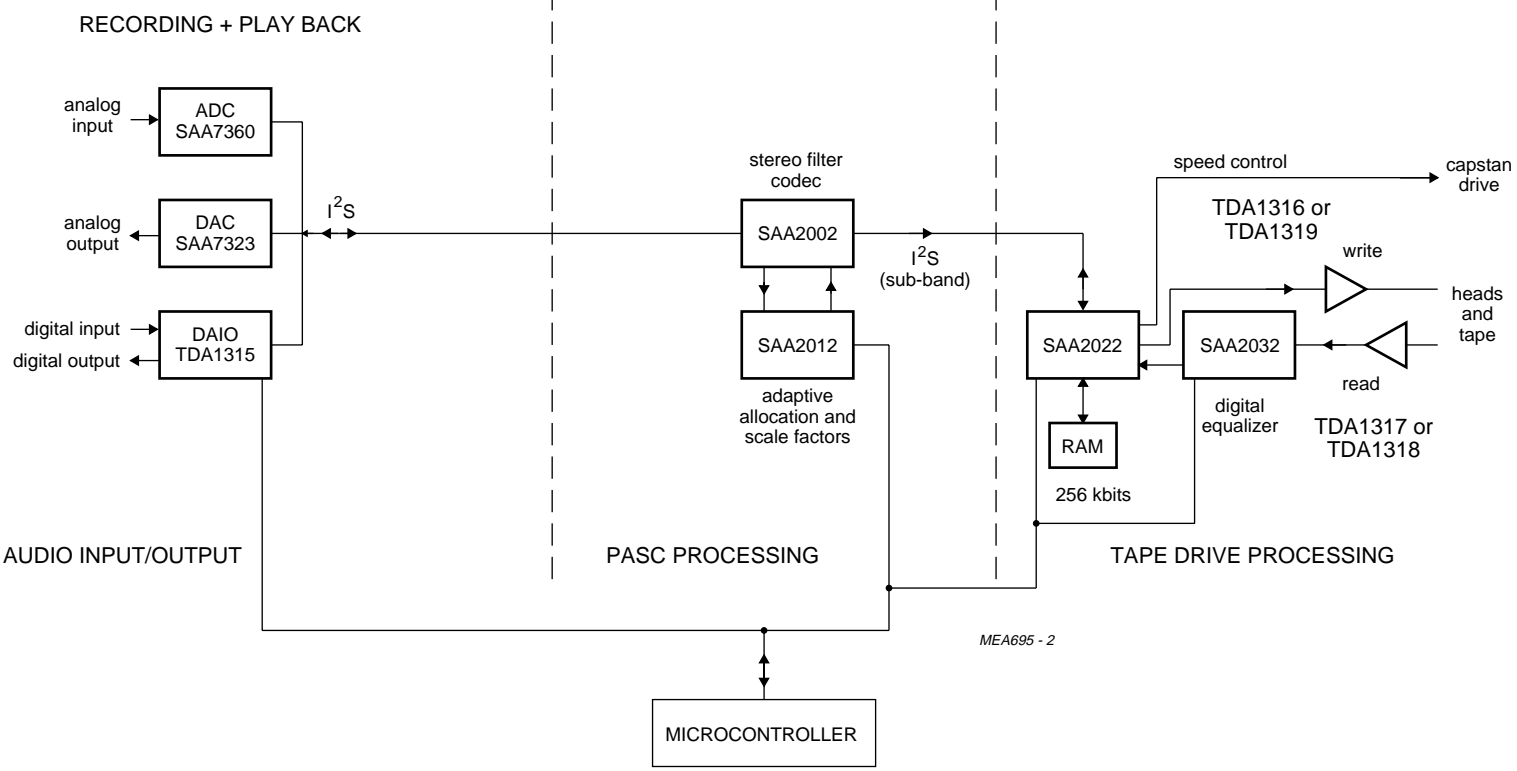 RECORDING + PLAY BACK
analog
input
ADC
SAA7360
analog
output
DAC
SAA7323
I²S
digital input
digital output
DAIO
TDA1315
stereo filter
codec
SAA2002
I²S
(sub-band)
SAA2012
adaptive
allocation and
scale factors
speed control
capstan
drive
TDA1316 or
TDA1319
write
heads
and
tape
SAA2022
SAA2032
read
digital
equalizer
TDA1317 or
TDA1318
RAM
256 kbits
AUDIO INPUT/OUTPUT
PASC PROCESSING
TAPE DRIVE PROCESSING
MEA695 - 2
MICROCONTROLLER